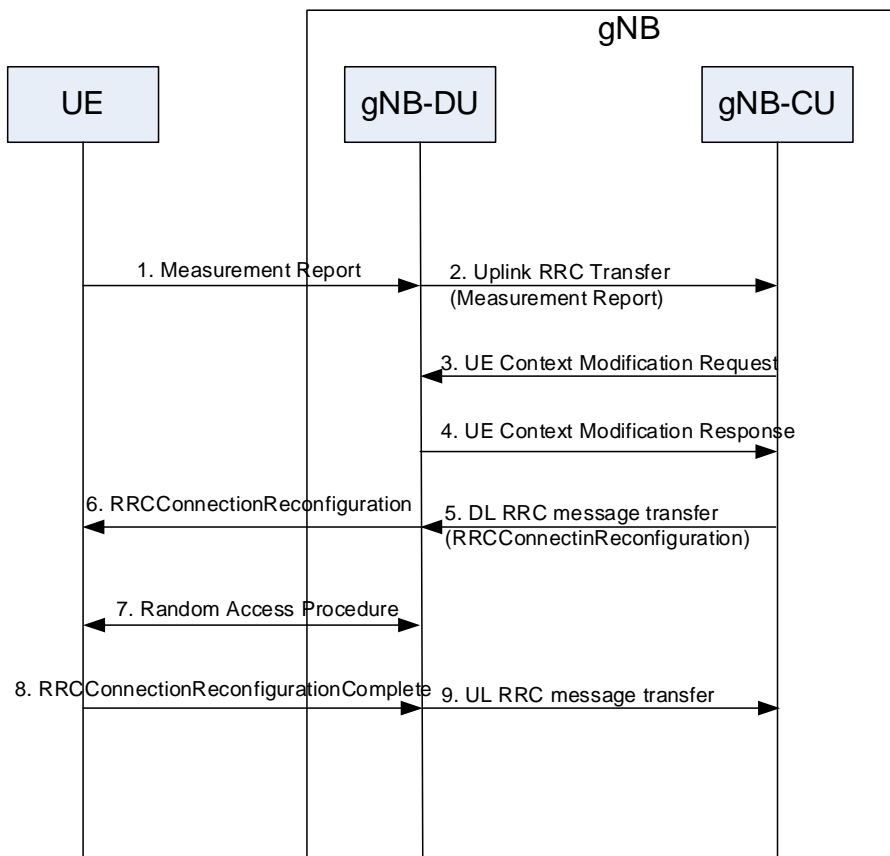 gNB
UE
gNB-DU
gNB-CU
1. Measurement Report
2. Uplink RRC Transfer
(Measurement Report)
3. UE Context Modification Request
4. UE Context Modification Response
6. RRCConnectionReconfiguration
5. DL RRC message transfer
(RRCConnectinReconfiguration)
7. Random Access Procedure
8. RRCConnectionReconfigurationComplete
9. UL RRC message transfer